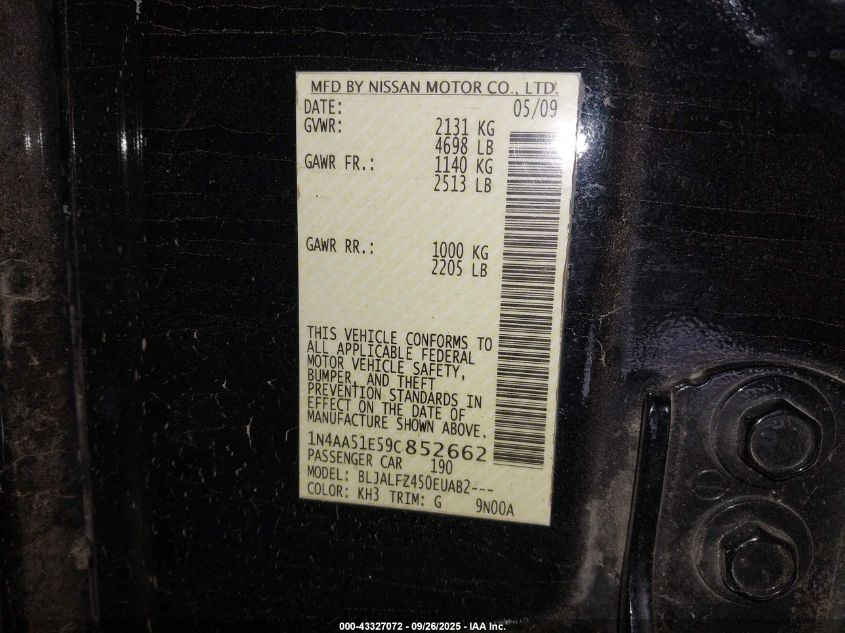 MFD BY NISSAN MOTOR CO., LTD.
DATE: 05/09
GVWR: 2131 KG
4698 LB
GAWR FR.: 1140 KG
2513 LB
GAWR RR.: 1000 KG
2205 LB
THIS VEHICLE CONFORMS TO
ALL APPLICABLE FEDERAL
MOTOR VEHICLE SAFETY,
BUMPER, AND THEFT
PREVENTION STANDARDS IN
EFFECT ON THE DATE OF
MANUFACTURE SHOWN ABOVE.
1N4AA51E59C852662
PASSENGER CAR 190
MODEL: BLJALFZ450EUAB2---
COLOR: KH3 TRIM: G 9N00A
000-43327072 - 09/26/2025 - IAA Inc.